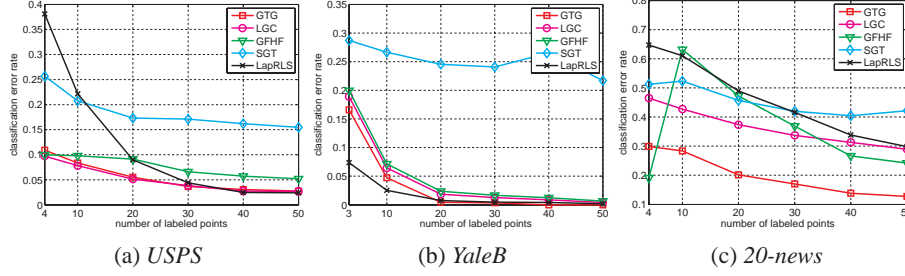 0.4
0.35
0.3
0.25
0.2
0.15
0.1
0.05
0
classification error rate
4 10 20 30 40 50
number of labeled points
GTG
LGC
GFHF
SGT
LapRLS
(a) USPS
0.35
0.3
0.25
0.2
0.15
0.1
0.05
0
classification error rate
3 10 20 30 40 50
number of labeled points
GTG
LGC
GFHF
SGT
LapRLS
(b) YaleB
0.8
0.7
0.6
0.5
0.4
0.3
0.2
0.1
classification error rate
4 10 20 30 40 50
number of labeled points
GTG
LGC
GFHF
SGT
LapRLS
(c) 20-news